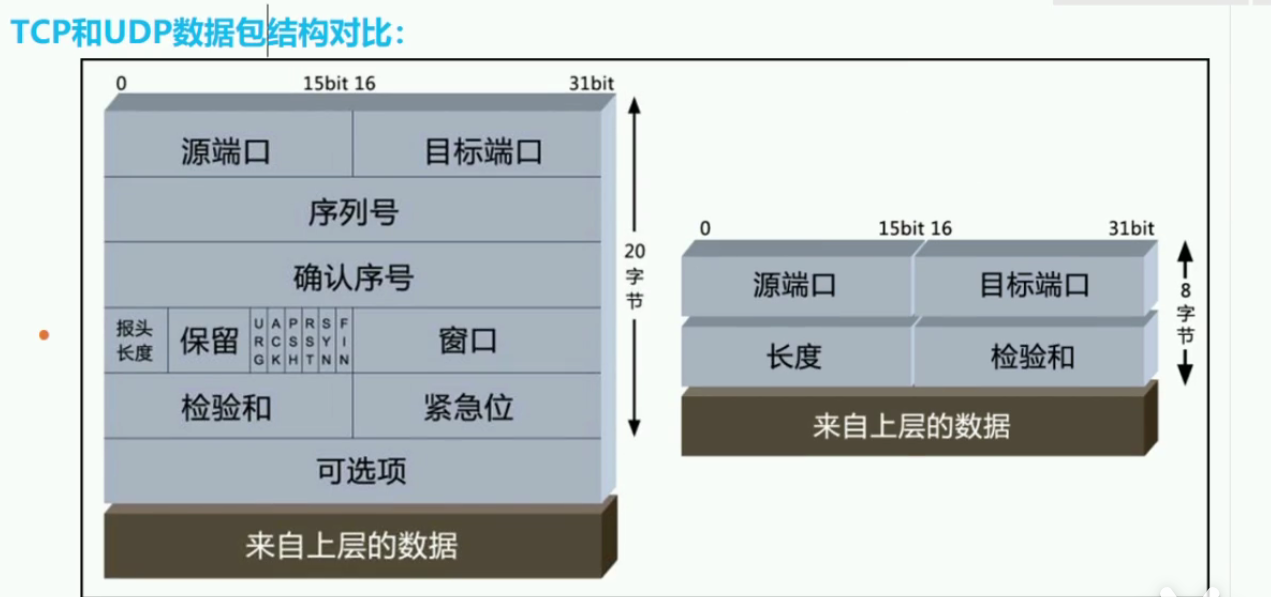 TCP和UDP数据包结构对比：
0 15bit 16 31bit
源端口 目标端口
序列号
确认序号
报头长度 保留 URG ACK PSH RST SYN FIN 窗口
检验和 紧急位
可选项
来自上层的数据
20字节
0 15bit 16 31bit
源端口 目标端口
长度 检验和
来自上层的数据
8字节